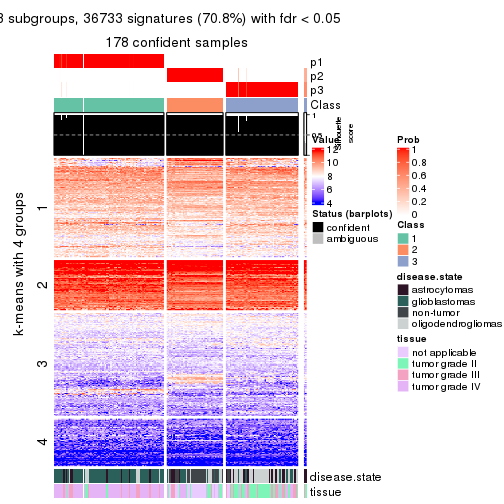 3 subgroups, 36733 signatures (70.8%) with fdr < 0.05
178 confident samples
p1
p2
p3
Class
1
0.5
Silhouette
score
k-means with 4 groups
1
2
3
4
disease.state
tissue
Value
12
10
8
6
4
Status (barplots)
confident
ambiguous
Prob
1
0.8
0.6
0.4
0.2
0
Class
1
2
3
disease.state
astrocytomas
glioblastomas
non-tumor
oligodendrogliomas
tissue
not applicable
tumor grade II
tumor grade III
tumor grade IV